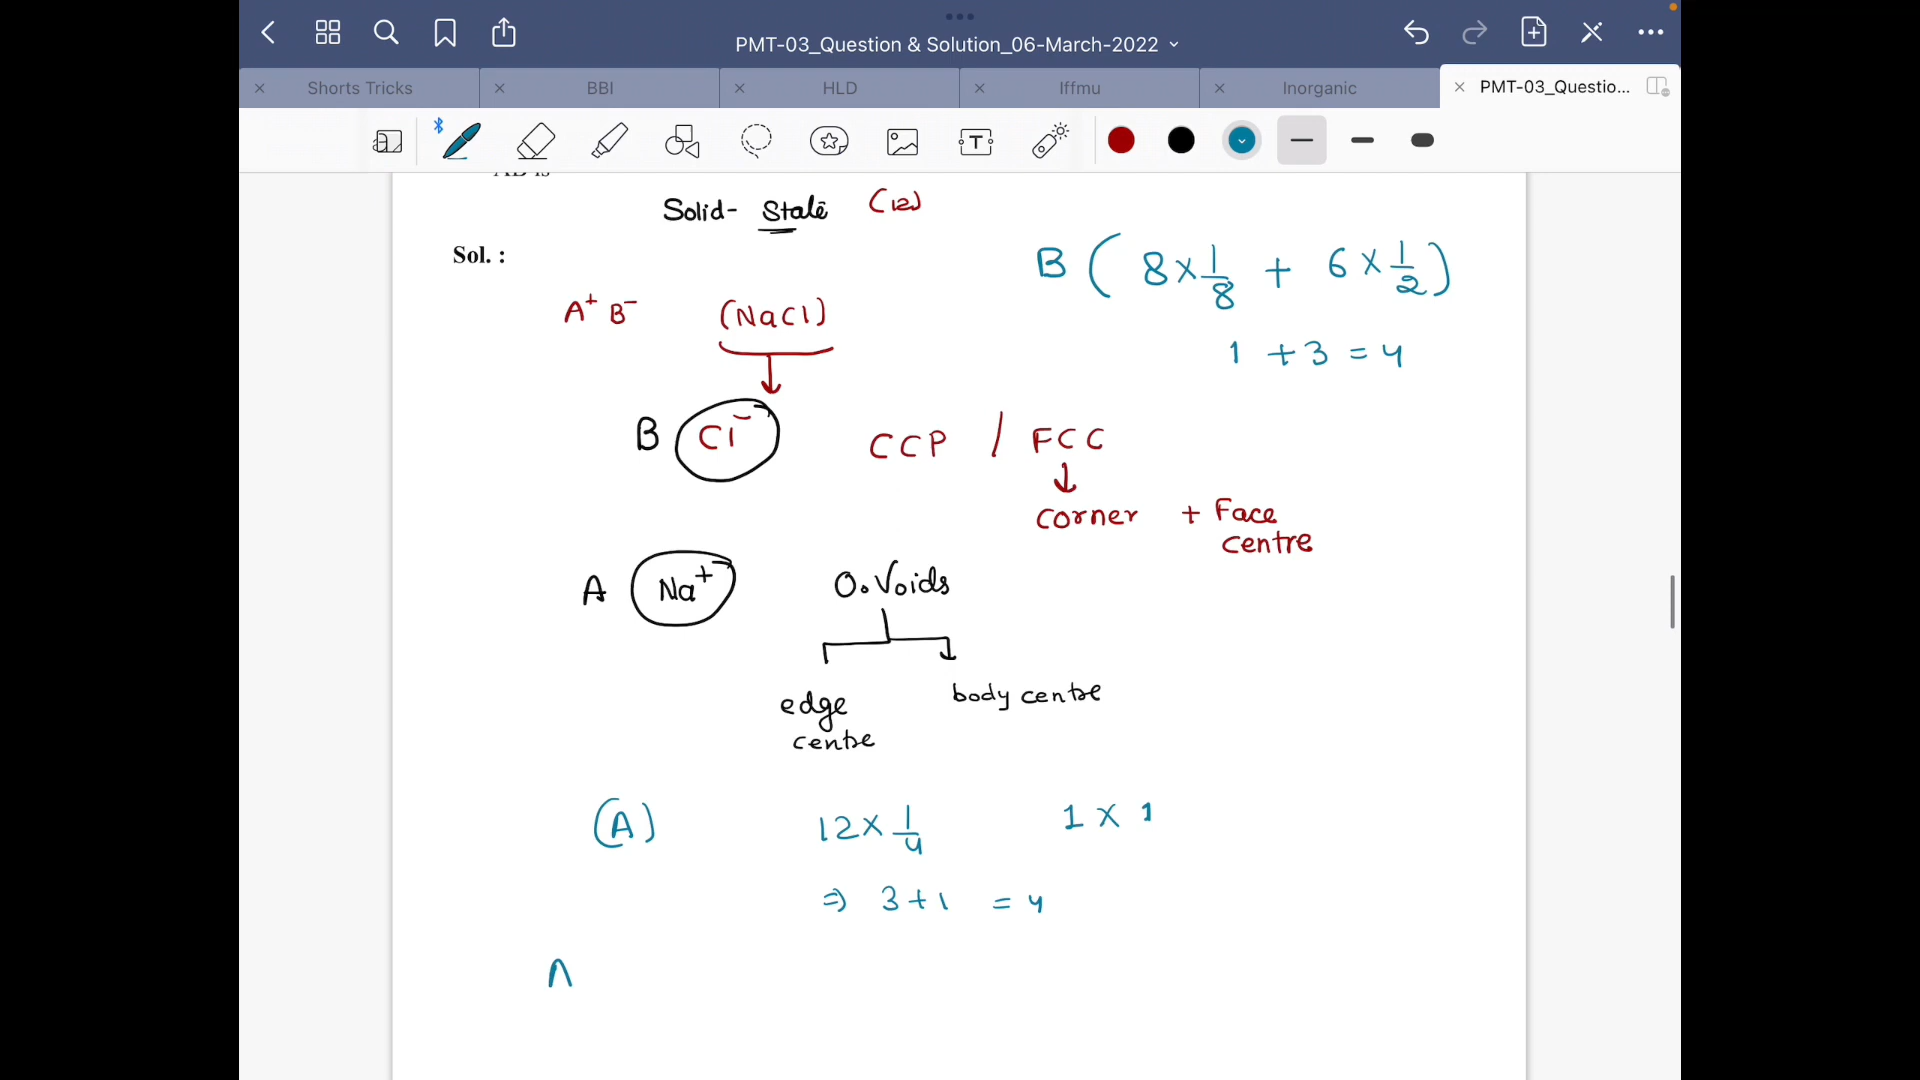 PMT-03_Question & Solution_06-March-2022
Shorts Tricks
BBI
HLD
Iffmu
Inorganic
PMT-03_Questio...
Solid- State (12)
Sol. :
B ( 8 × 1/8 + 6 × 1/2 )
A⁺ B⁻ (NaCl)
1 + 3 = 4
B Cl⁻ CCP / FCC
corner + Face
centre
A Na⁺ O.Voids
edge
centre
body centre
(A) 12 × 1/4 1 × 1
⇒ 3 + 1 = 4